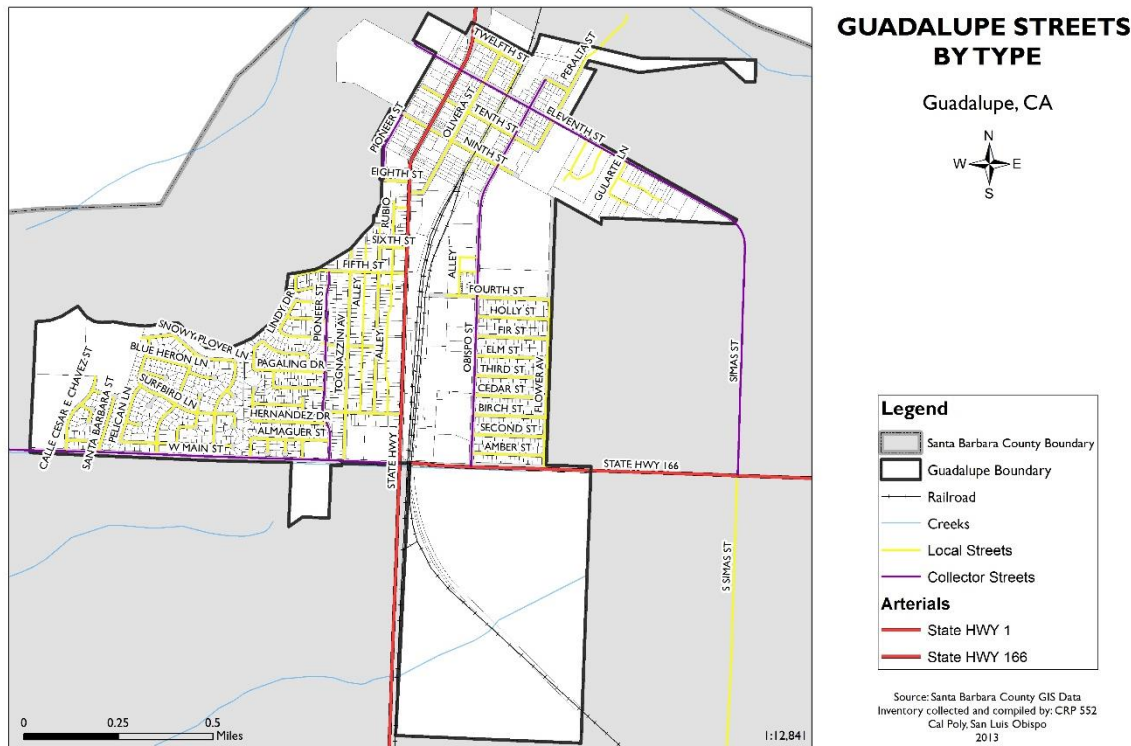 GUADALUPE STREETS
BY TYPE
Guadalupe, CA
N
W E
S
TWELFTH ST
PERALTA ST
PIONEER ST
OLIVERA ST
TENTH ST
ELEVENTH ST
NINTH ST
GULARTE LN
EIGHTH ST
RUBIO
SIXTH ST
FIFTH ST
ALLEY
ALLEY
FOURTH ST
LINDY DR
PIONEER ST
HOLLY ST
SNOWY PLOVER LN
TOGNAZZINI AV
ALLEY
OBISPO ST
FIR ST
BLUE HERON LN
PAGALING DR
ELM ST
FLOWER AV
SIMAS ST
THIRD ST
CALLE CESAR E CHAVEZ ST
SANTA BARBARA ST
PELICAN LN
SURFBIRD LN
CEDAR ST
HERNANDEZ DR
BIRCH ST
ALMAGUER ST
SECOND ST
W MAIN ST
AMBER ST
STATE HWY
STATE HWY 166
S SIMAS ST
Legend
Santa Barbara County Boundary
Guadalupe Boundary
Railroad
Creeks
Local Streets
Collector Streets
Arterials
State HWY 1
State HWY 166
0 0.25 0.5
Miles
1:12,841
Source: Santa Barbara County GIS Data
Inventory collected and compiled by: CRP 552
Cal Poly, San Luis Obispo
2013